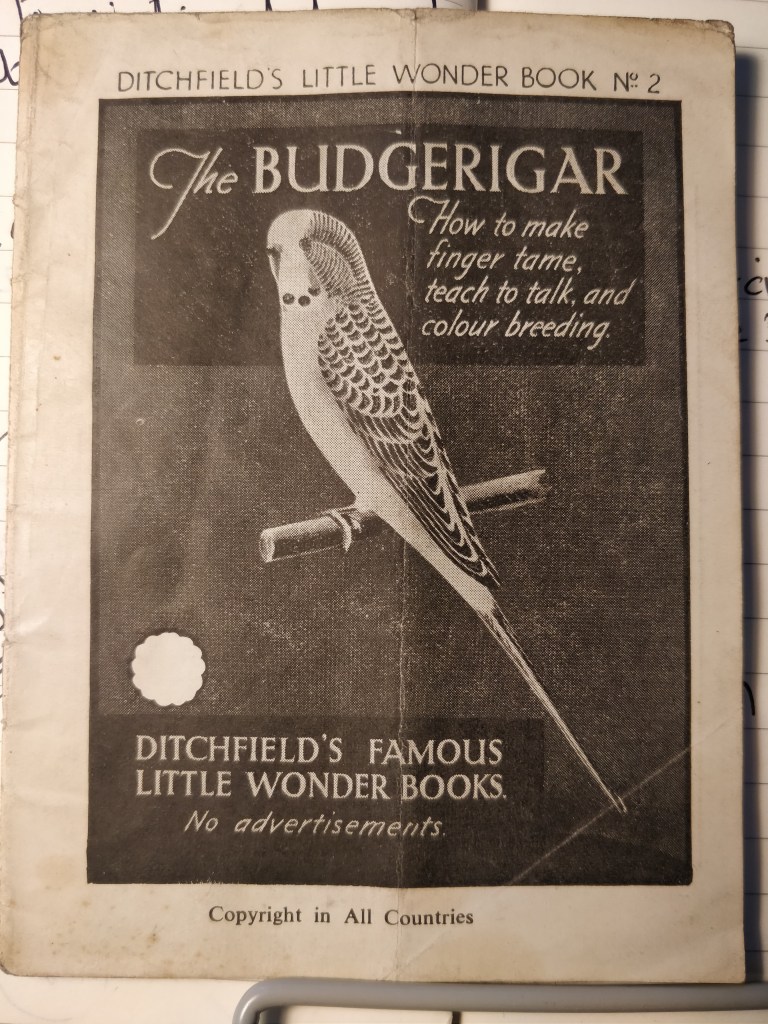 DITCHFIELD'S LITTLE WONDER BOOK Nº 2
The BUDGERIGAR
How to make
finger tame,
teach to talk, and
colour breeding.
DITCHFIELD'S FAMOUS
LITTLE WONDER BOOKS.
No advertisements.
Copyright in All Countries